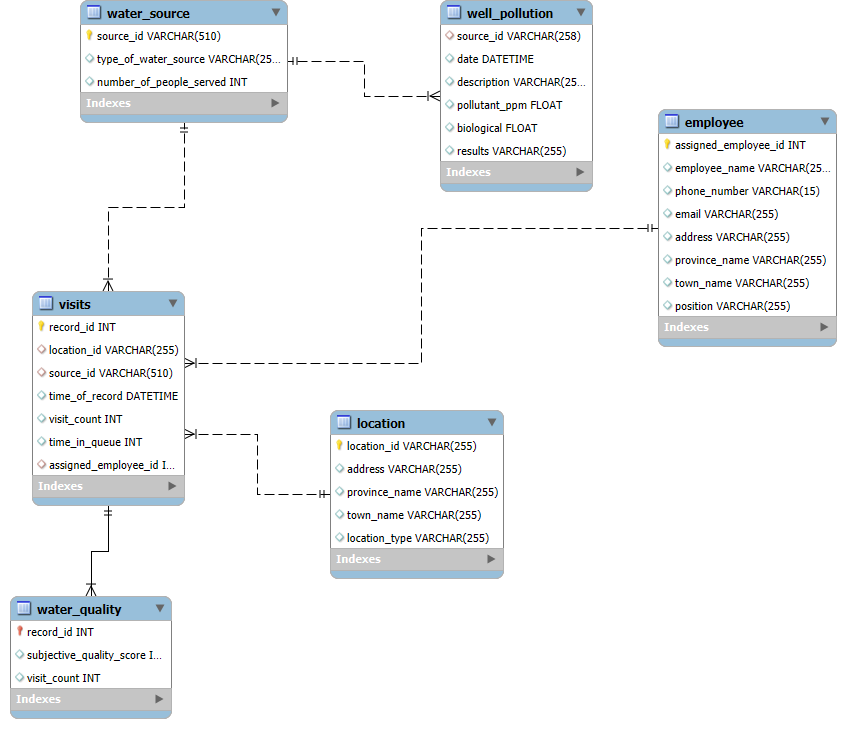 water_source
source_id VARCHAR(510)
type_of_water_source VARCHAR(25...
number_of_people_served INT
Indexes
well_pollution
source_id VARCHAR(258)
date DATETIME
description VARCHAR(25...
pollutant_ppm FLOAT
biological FLOAT
results VARCHAR(255)
Indexes
employee
assigned_employee_id INT
employee_name VARCHAR(25...
phone_number VARCHAR(15)
email VARCHAR(255)
address VARCHAR(255)
province_name VARCHAR(255)
town_name VARCHAR(255)
position VARCHAR(255)
Indexes
visits
record_id INT
location_id VARCHAR(255)
source_id VARCHAR(510)
time_of_record DATETIME
visit_count INT
time_in_queue INT
assigned_employee_id I...
Indexes
location
location_id VARCHAR(255)
address VARCHAR(255)
province_name VARCHAR(255)
town_name VARCHAR(255)
location_type VARCHAR(255)
Indexes
water_quality
record_id INT
subjective_quality_score I...
visit_count INT
Indexes